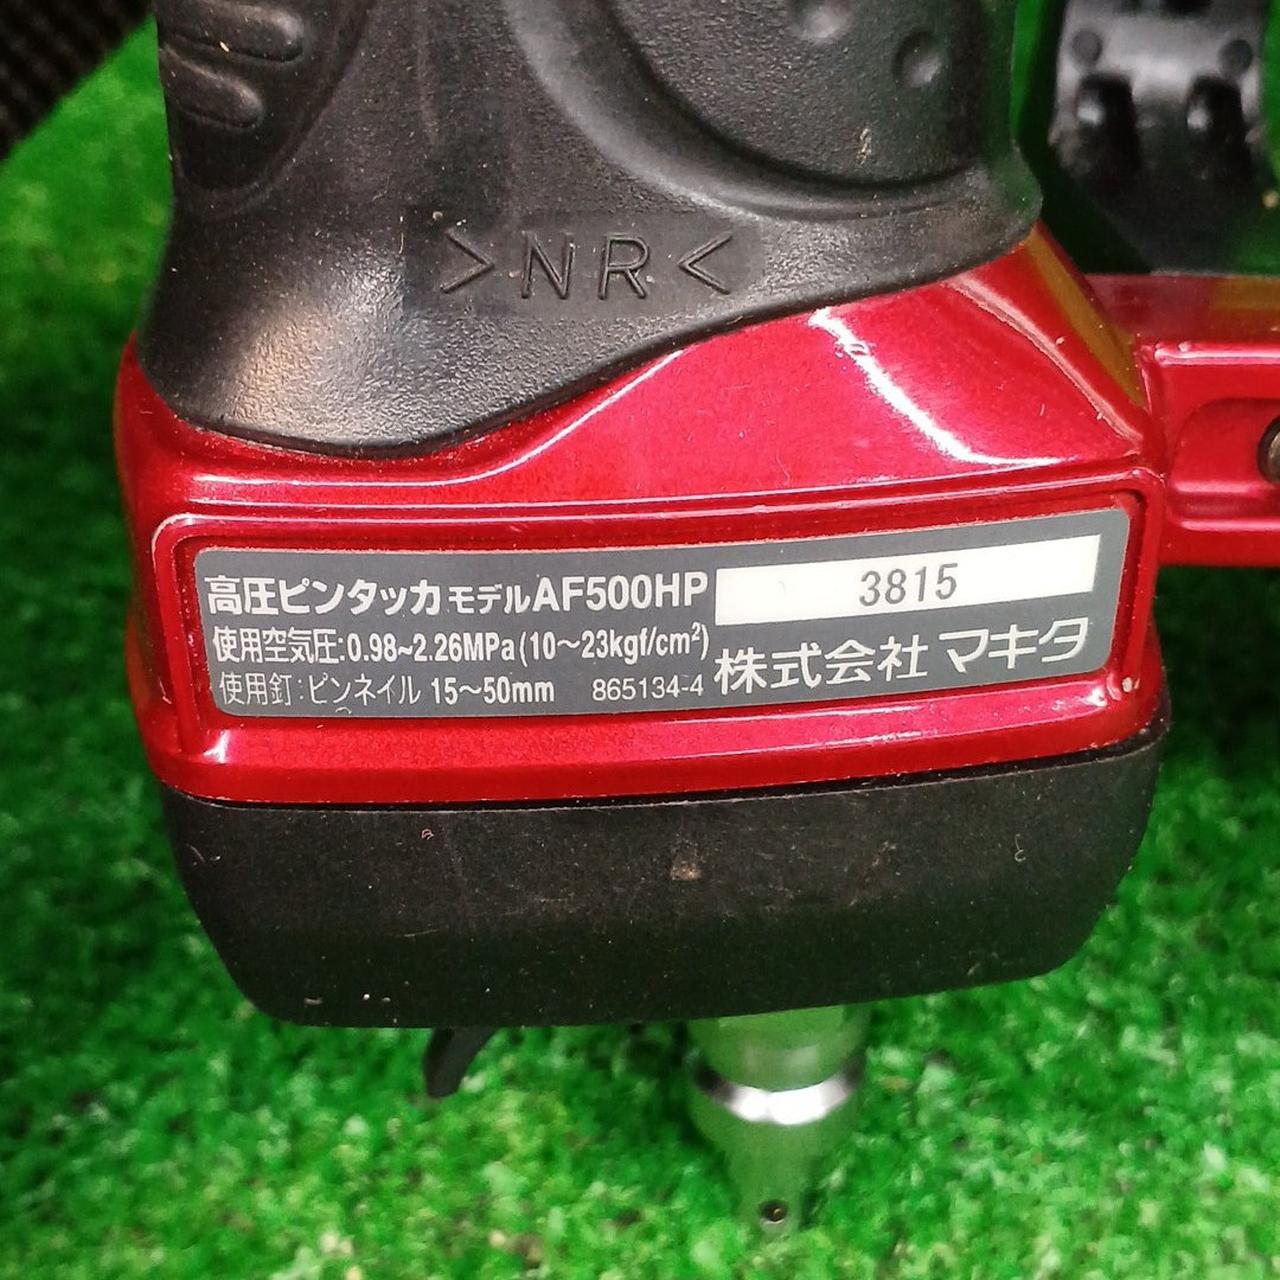 >NR<
高圧ピンタッカ モデルAF500HP 3815
使用空気圧:0.98~2.26MPa(10～23kgf/cm²)
使用釘:ピンネイル 15～50mm 865134-4
株式会社 マキタ